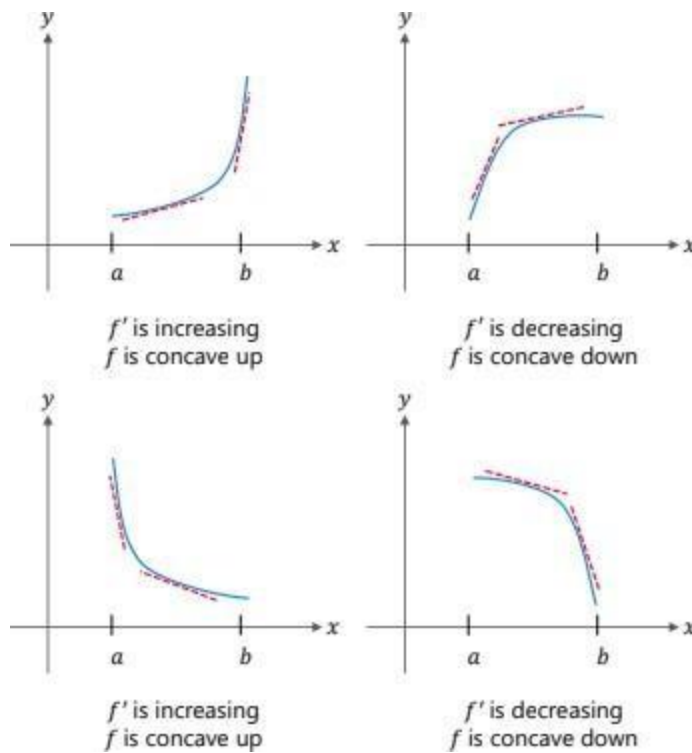 y
y
x
x
a
b
a
b
f′ is increasing
f is concave up
f′ is decreasing
f is concave down
y
y
x
x
a
b
a
b
f′ is increasing
f is concave up
f′ is decreasing
f is concave down